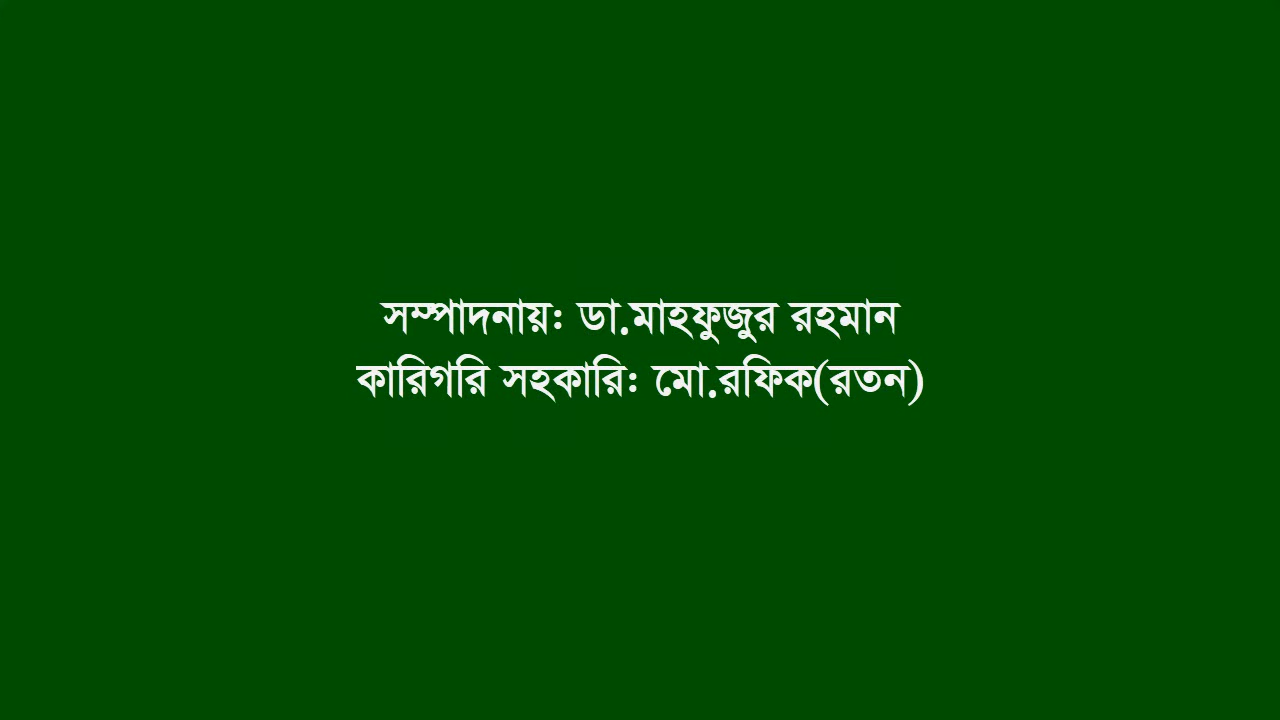 সম্পাদনায়ঃ ডা.মাহফুজুর রহমান
কারিগরি সহকারিঃ মো.রফিক(রতন)